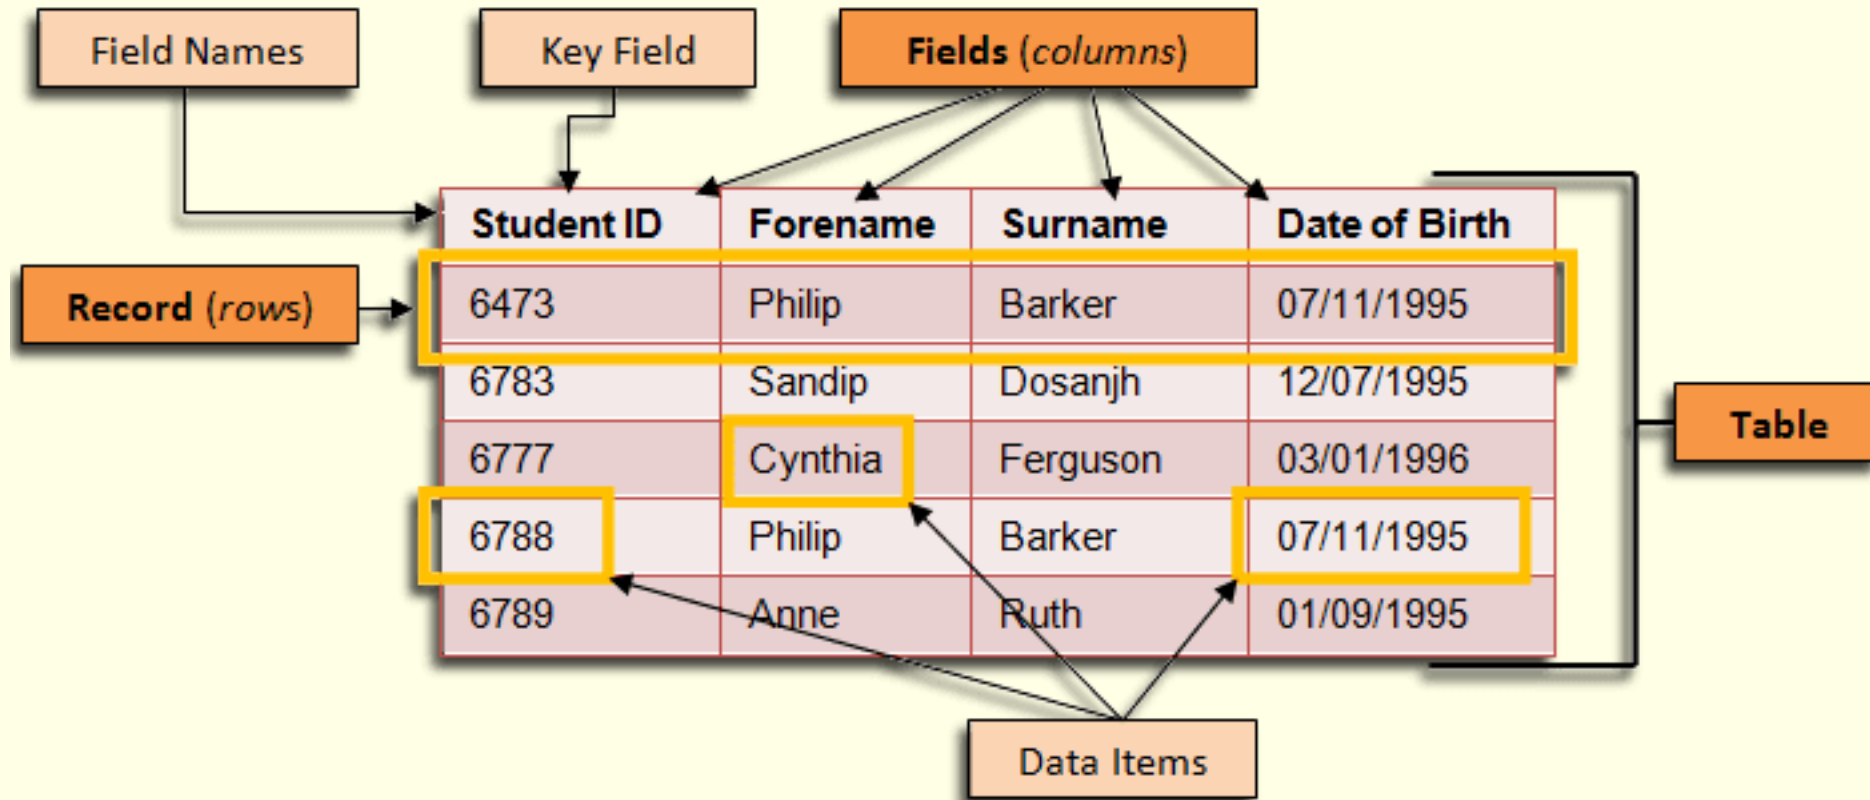 Field Names
Key Field
Fields (columns)
Student ID Forename Surname Date of Birth
Record (rows)
6473 Philip Barker 07/11/1995
6783 Sandip Dosanjh 12/07/1995
Table
6777 Cynthia Ferguson 03/01/1996
6788 Philip Barker 07/11/1995
6789 Anne Ruth 01/09/1995
Data Items